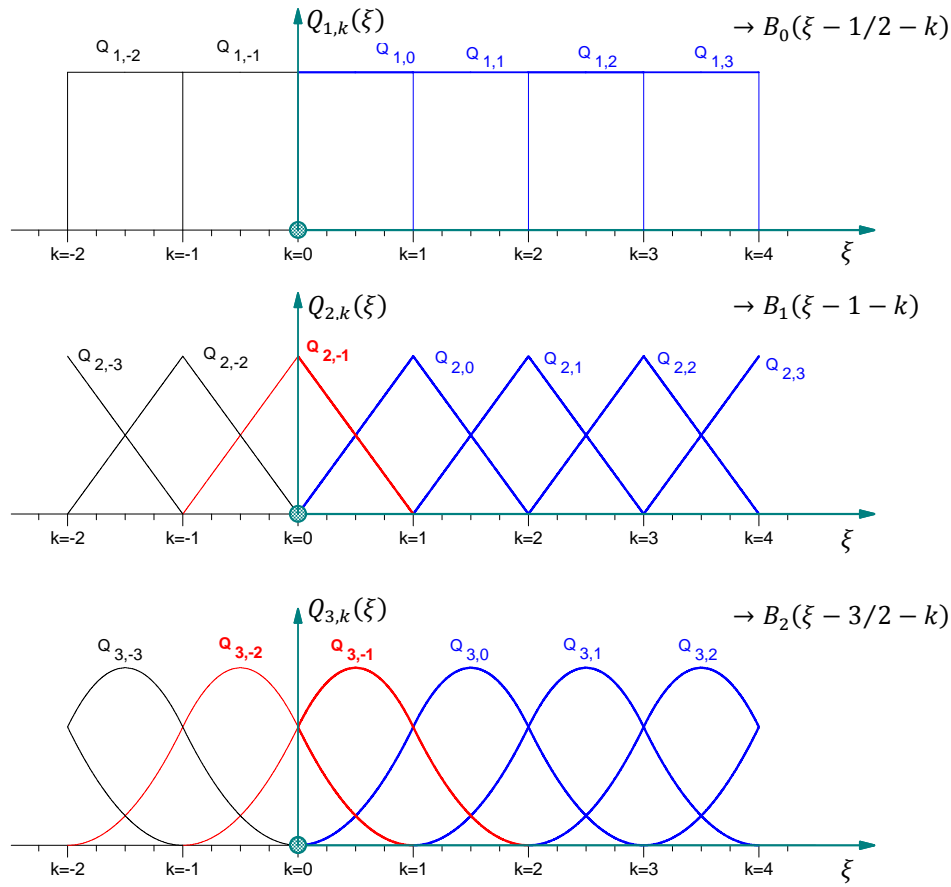 Q₁,ₖ(ξ) → B₀(ξ − 1/2 − k)
Q 1,-2 Q 1,-1 Q 1,0 Q 1,1 Q 1,2 Q 1,3
k=-2 k=-1 k=0 k=1 k=2 k=3 k=4 ξ
Q₂,ₖ(ξ) → B₁(ξ − 1 − k)
Q 2,-3 Q 2,-2 Q 2,-1 Q 2,0 Q 2,1 Q 2,2 Q 2,3
k=-2 k=-1 k=0 k=1 k=2 k=3 k=4 ξ
Q₃,ₖ(ξ) → B₂(ξ − 3/2 − k)
Q 3,-3 Q 3,-2 Q 3,-1 Q 3,0 Q 3,1 Q 3,2
k=-2 k=-1 k=0 k=1 k=2 k=3 k=4 ξ